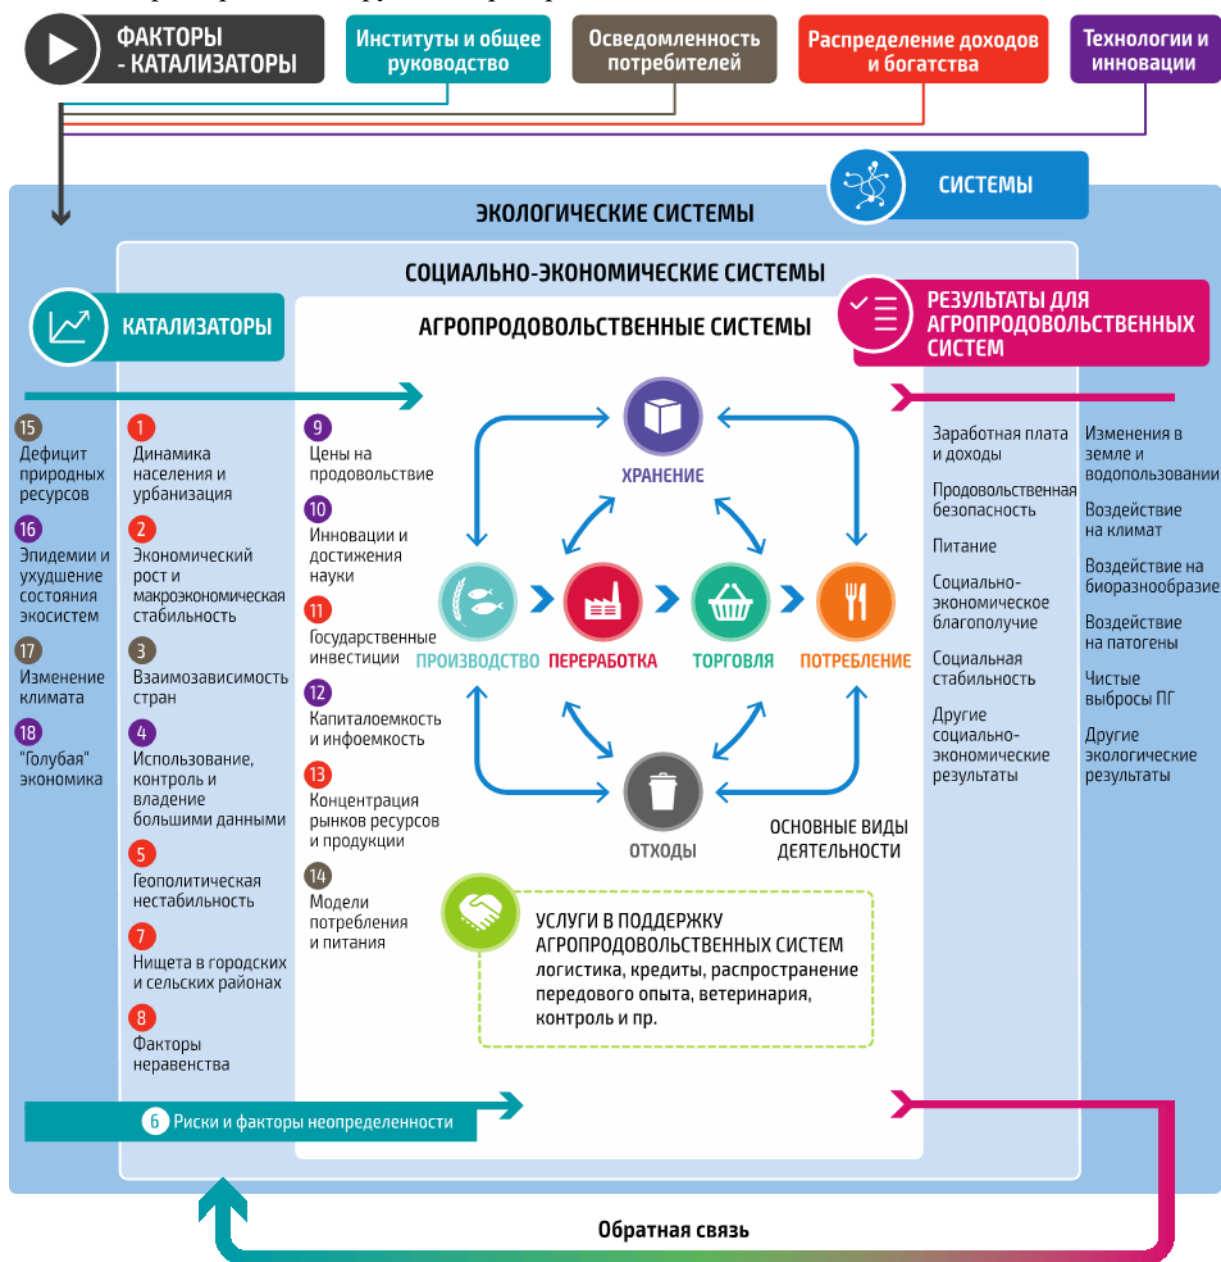 ФАКТОРЫ
- КАТАЛИЗАТОРЫ
Институты и общее
руководство
Осведомленность
потребителей
Распределение доходов
и богатства
Технологии и
инновации
СИСТЕМЫ
ЭКОЛОГИЧЕСКИЕ СИСТЕМЫ
СОЦИАЛЬНО-ЭКОНОМИЧЕСКИЕ СИСТЕМЫ
АГРОПРОДОВОЛЬСТВЕННЫЕ СИСТЕМЫ
КАТАЛИЗАТОРЫ
РЕЗУЛЬТАТЫ ДЛЯ
АГРОПРОДОВОЛЬСТВЕННЫХ
СИСТЕМ
15
Дефицит
природных
ресурсов
16
Эпидемии и
ухудшение
состояния
экосистем
17
Изменение
климата
18
"Голубая"
экономика
1
Динамика
населения и
урбанизация
2
Экономический
рост и
макроэкономическая
стабильность
3
Взаимозависимость
стран
4
Использование,
контроль и
владение
большими данными
5
Геополитическая
нестабильность
7
Нищета в городских
и сельских районах
8
Факторы
неравенства
9
Цены на
продовольствие
10
Инновации и
достижения
науки
11
Государственные
инвестиции
12
Капиталоемкость
и инфоемкость
13
Концентрация
рынков ресурсов
и продукции
14
Модели
потребления
и питания
ХРАНЕНИЕ
ПРОИЗВОДСТВО
ПЕРЕРАБОТКА
ТОРГОВЛЯ
ПОТРЕБЛЕНИЕ
ОТХОДЫ
ОСНОВНЫЕ ВИДЫ
ДЕЯТЕЛЬНОСТИ
УСЛУГИ В ПОДДЕРЖКУ
АГРОПРОДОВОЛЬСТВЕННЫХ СИСТЕМ
логистика, кредиты, распространение
передового опыта, ветеринария,
контроль и пр.
Заработная плата
и доходы
Продовольственная
безопасность
Питание
Социально-
экономическое
благополучие
Социальная
стабильность
Другие
социально-
экономические
результаты
Изменения в
земле и
водопользовании
Воздействие
на климат
Воздействие на
биоразнообразие
Воздействие
на патогены
Чистые
выбросы ПГ
Другие
экологические
результаты
6 Риски и факторы неопределенности
Обратная связь